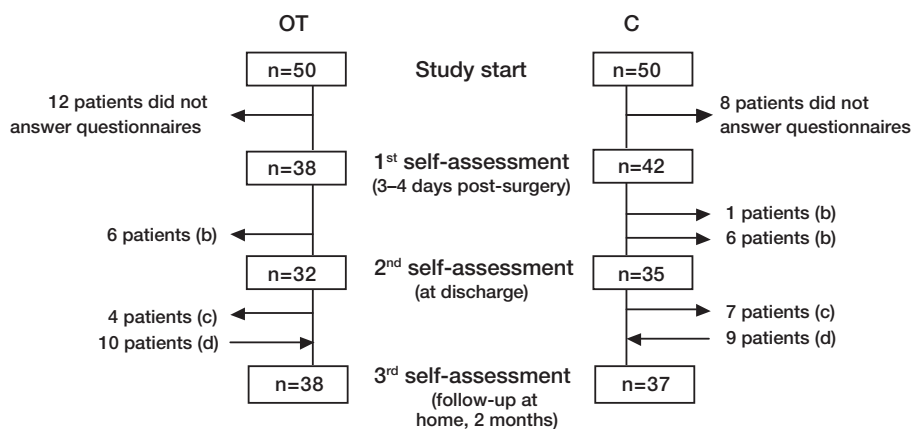 OT
C
n=50
Study start
n=50
12 patients did not
answer questionnaires
8 patients did not
answer questionnaires
n=38
1st self-assessment
(3–4 days post-surgery)
n=42
1 patients (b)
6 patients (b)
6 patients (b)
n=32
2nd self-assessment
(at discharge)
n=35
4 patients (c)
7 patients (c)
10 patients (d)
9 patients (d)
n=38
3rd self-assessment
(follow-up at
home, 2 months)
n=37